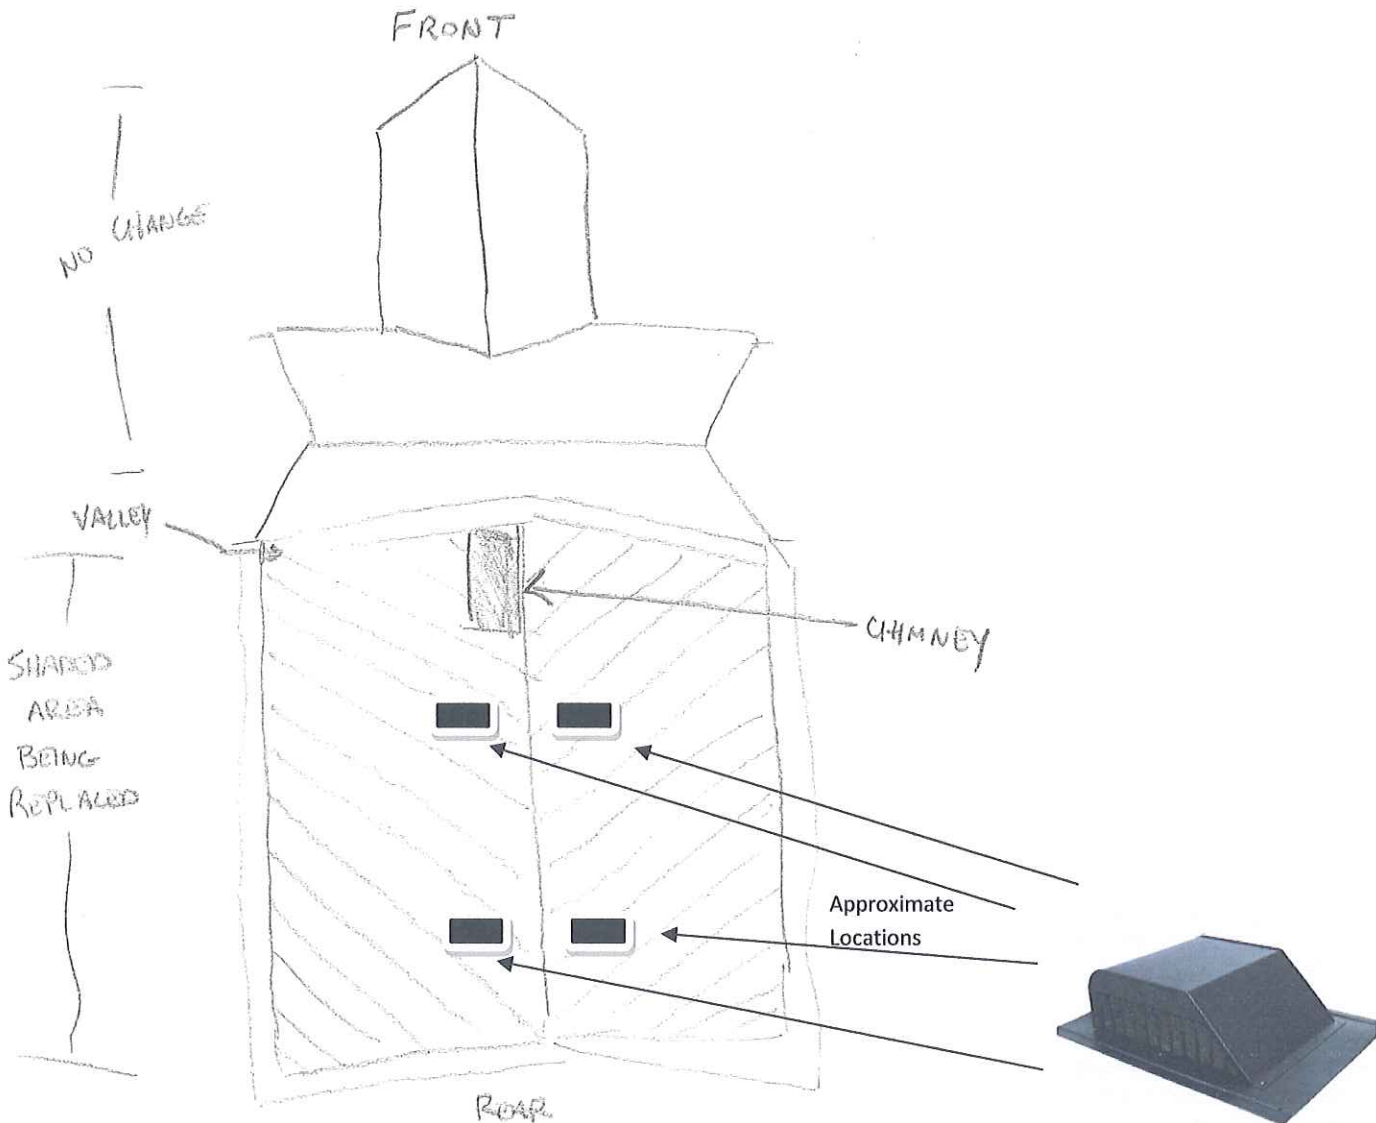 FRONT
NO CHANGE
VALLEY
CHIMNEY
SHADED
AREA
BEING
REPLACED
Approximate
Locations
REAR